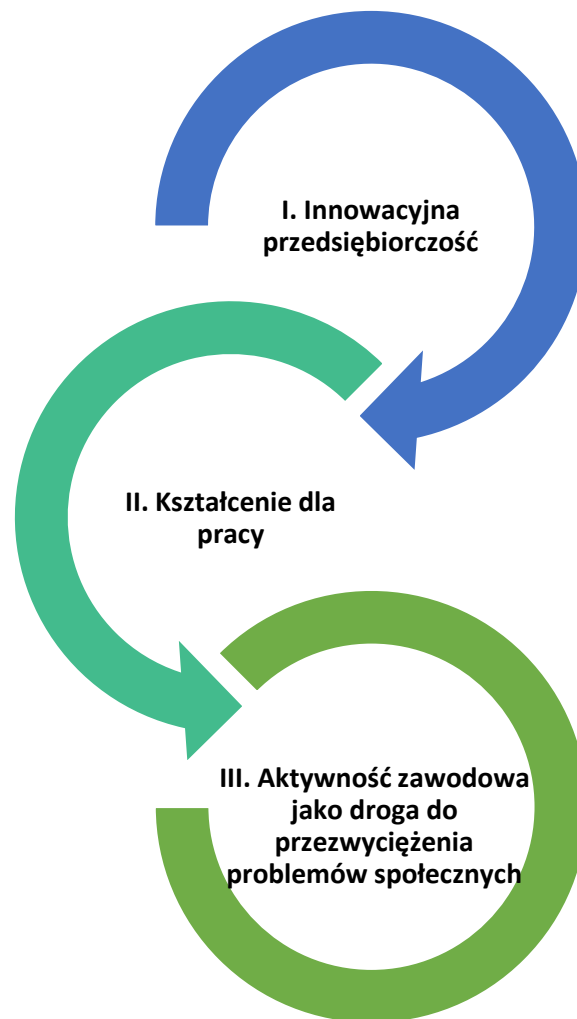 I. Innowacyjna
przedsiębiorczość
II. Kształcenie dla
pracy
III. Aktywność zawodowa
jako droga do
przezwyciężenia
problemów społecznych